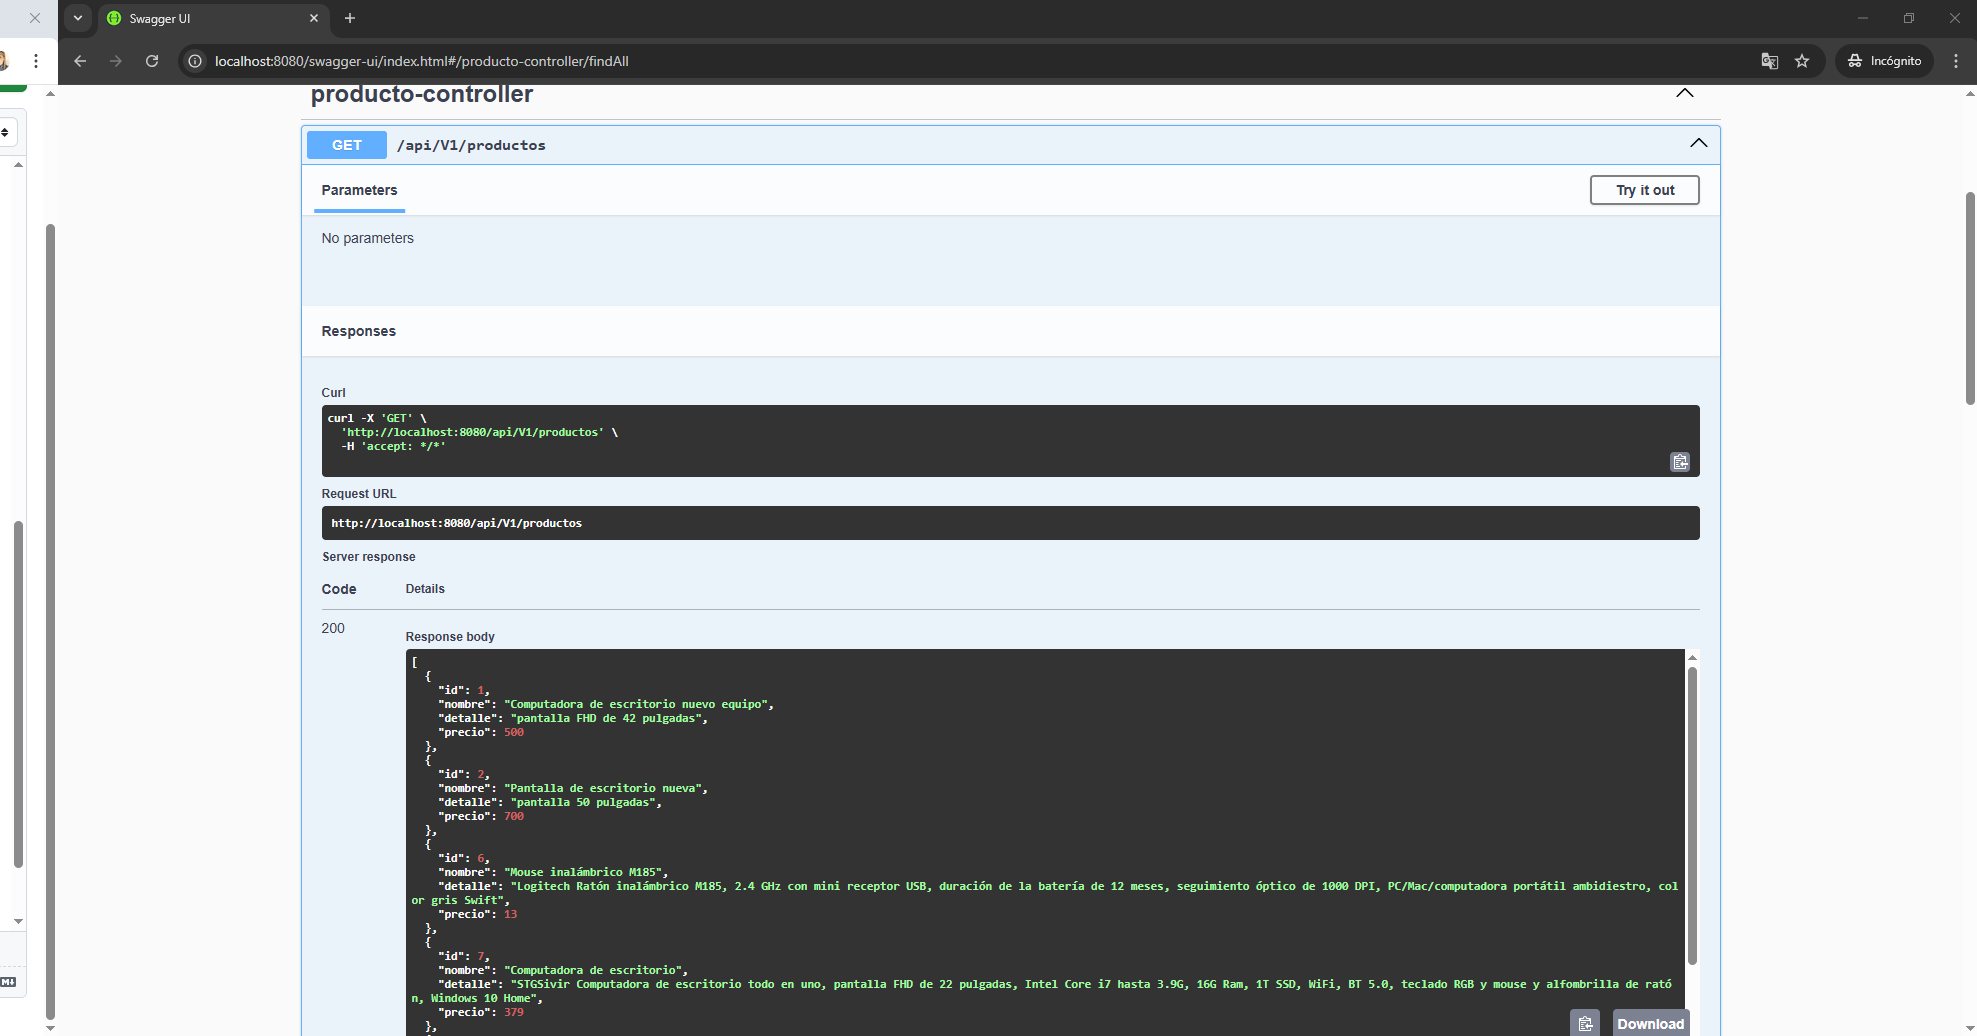 Swagger UI
localhost:8080/swagger-ui/index.html#/producto-controller/findAll
Incógnito
producto-controller
GET /api/V1/productos
Parameters
Try it out
No parameters
Responses
Curl
curl -X 'GET' \
'http://localhost:8080/api/V1/productos' \
-H 'accept: */*'
Request URL
http://localhost:8080/api/V1/productos
Server response
Code Details
200
Response body
[
{
"id": 1,
"nombre": "Computadora de escritorio nuevo equipo",
"detalle": "pantalla FHD de 42 pulgadas",
"precio": 500
},
{
"id": 2,
"nombre": "Pantalla de escritorio nueva",
"detalle": "pantalla 50 pulgadas",
"precio": 700
},
{
"id": 6,
"nombre": "Mouse inalámbrico M185",
"detalle": "Logitech Ratón inalámbrico M185, 2.4 GHz con mini receptor USB, duración de la batería de 12 meses, seguimiento óptico de 1000 DPI, PC/Mac/computadora portátil ambidiestro, col
or gris Swift",
"precio": 13
},
{
"id": 7,
"nombre": "Computadora de escritorio",
"detalle": "STGSivir Computadora de escritorio todo en uno, pantalla FHD de 22 pulgadas, Intel Core i7 hasta 3.9G, 16G Ram, 1T SSD, WiFi, BT 5.0, teclado RGB y mouse y alfombrilla de rató
n, Windows 10 Home",
"precio": 379
},
Download